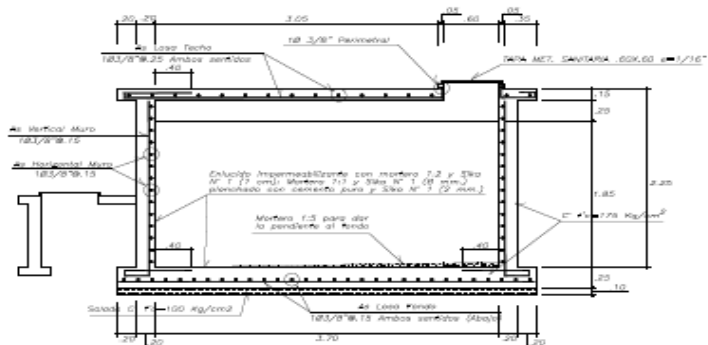 .20 .20 3.05 .05 .60 .05 .35
1Ø 3/8" Perimetral
As Losa Techo
1Ø3/8"@.25 Ambos sentidos
TAPA MET. SANITARIA .60X.60 e=1/16"
.40
.15
.25
As Vertical Muro
1Ø3/8"@.15
As Horizontal Muro
1Ø3/8"@.15
Enlucido Impermeabilizante con mortero 1:2 y Sika
N° 1 (1 cm); Mortero 1:1 y Sika N° 1 (8 mm.)
planchado con cemento puro y Sika N° 1 (2 mm.)
1.85
2.25
Mortero 1:5 para dar
la pendiente al fondo
C° f'c=175 Kg/cm²
.40 .40
.25
.10
Solado C° fc=100 Kg/cm2
As Losa Fondo
1Ø3/8"@.15 Ambos sentidos (Abajo)
.20 3.70 .20
.20 .20